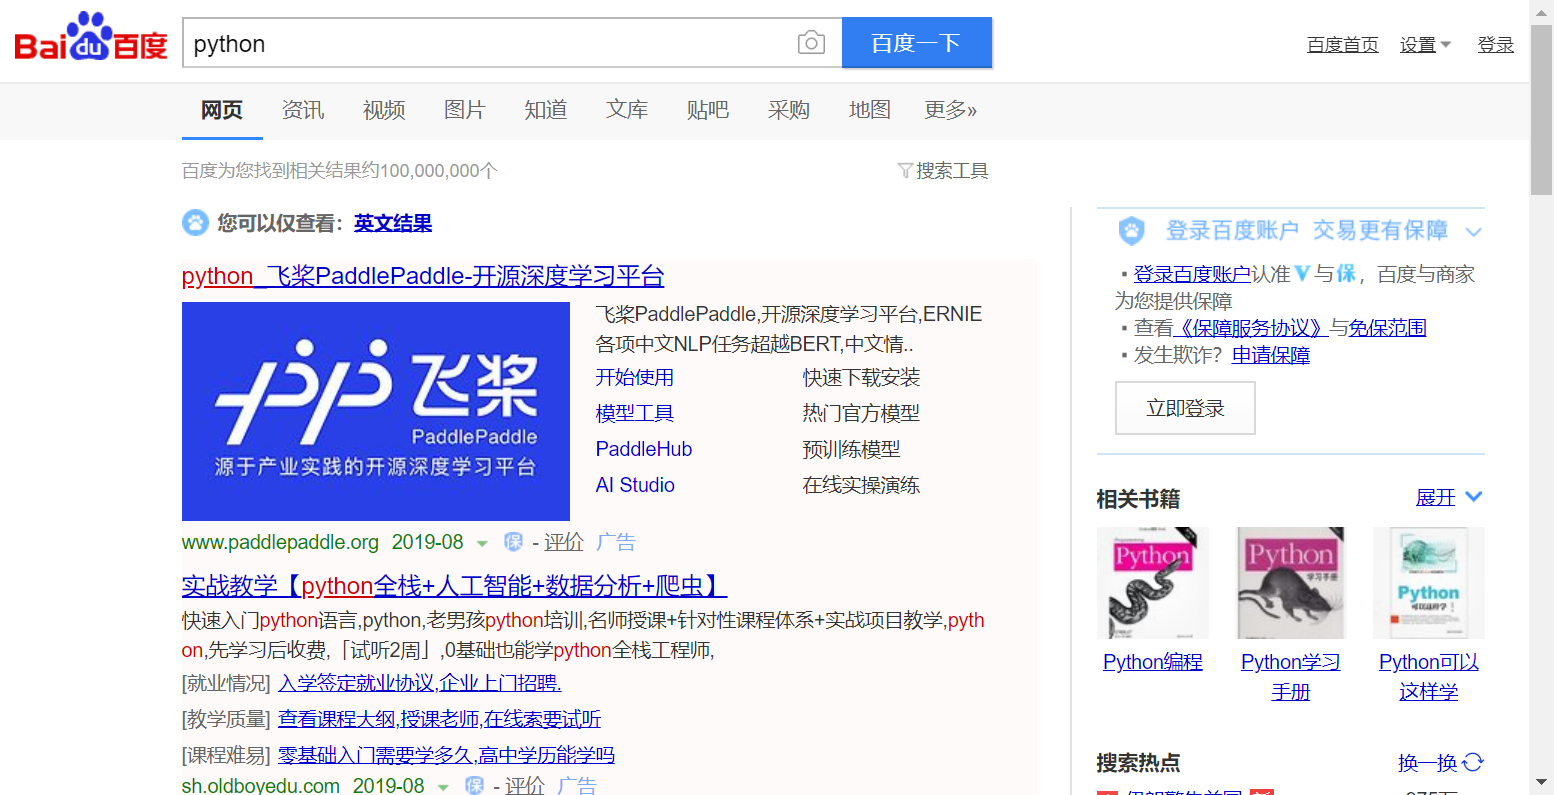 Bai du 百度
python
百度一下
百度首页 设置 登录
网页 资讯 视频 图片 知道 文库 贴吧 采购 地图 更多»
百度为您找到相关结果约100,000,000个
搜索工具
您可以仅查看：英文结果
python_飞桨PaddlePaddle-开源深度学习平台
飞桨
PaddlePaddle
源于产业实践的开源深度学习平台
飞桨PaddlePaddle,开源深度学习平台,ERNIE
各项中文NLP任务超越BERT,中文情..
开始使用 快速下载安装
模型工具 热门官方模型
PaddleHub 预训练模型
AI Studio 在线实操演练
www.paddlepaddle.org 2019-08 保 - 评价 广告
实战教学【python全栈+人工智能+数据分析+爬虫】
快速入门python语言,python,老男孩python培训,名师授课+针对性课程体系+实战项目教学,pyth
on,先学习后收费,「试听2周」,0基础也能学python全栈工程师,
[就业情况] 入学签定就业协议,企业上门招聘.
[教学质量] 查看课程大纲,授课老师,在线索要试听
[课程难易] 零基础入门需要学多久,高中学历能学吗
sh.oldboyedu.com 2019-08 保 - 评价 广告
登录百度账户 交易更有保障
·登录百度账户认准V与保，百度与商家
为您提供保障
·查看《保障服务协议》与免保范围
·发生欺诈？申请保障
立即登录
相关书籍 展开
Python
Python
学习手册
Python
可以这样学
Python编程
Python学习
手册
Python可以
这样学
搜索热点 换一换